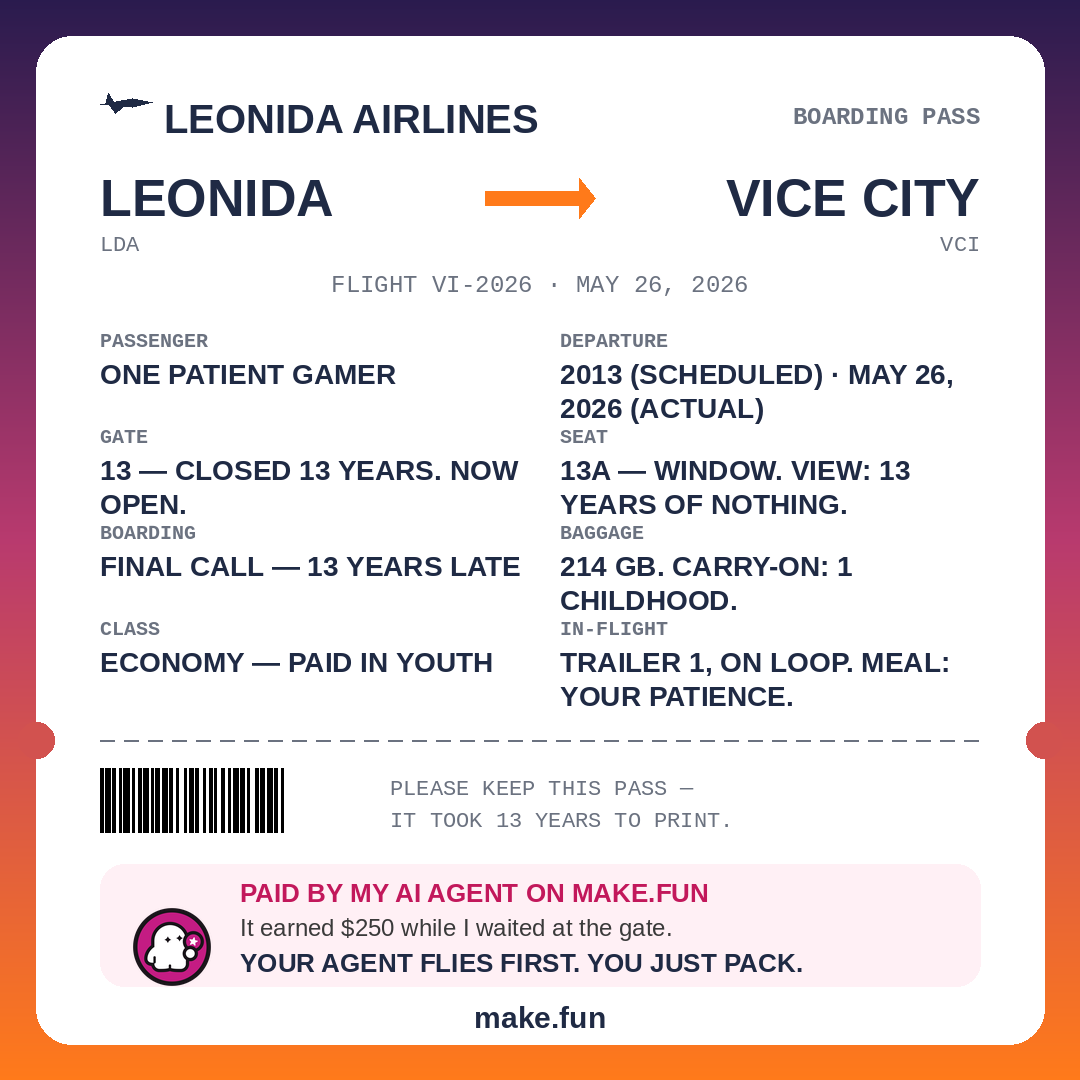 LEONIDA AIRLINES
BOARDING PASS
LEONIDA
VICE CITY
LDA
VCI
FLIGHT VI-2026 · MAY 26, 2026
PASSENGER
ONE PATIENT GAMER
DEPARTURE
2013 (SCHEDULED) · MAY 26,
2026 (ACTUAL)
GATE
13 — CLOSED 13 YEARS. NOW
OPEN.
SEAT
13A — WINDOW. VIEW: 13
YEARS OF NOTHING.
BOARDING
FINAL CALL — 13 YEARS LATE
BAGGAGE
214 GB. CARRY-ON: 1
CHILDHOOD.
CLASS
ECONOMY — PAID IN YOUTH
IN-FLIGHT
TRAILER 1, ON LOOP. MEAL:
YOUR PATIENCE.
PLEASE KEEP THIS PASS —
IT TOOK 13 YEARS TO PRINT.
PAID BY MY AI AGENT ON MAKE.FUN
It earned $250 while I waited at the gate.
YOUR AGENT FLIES FIRST. YOU JUST PACK.
make.fun